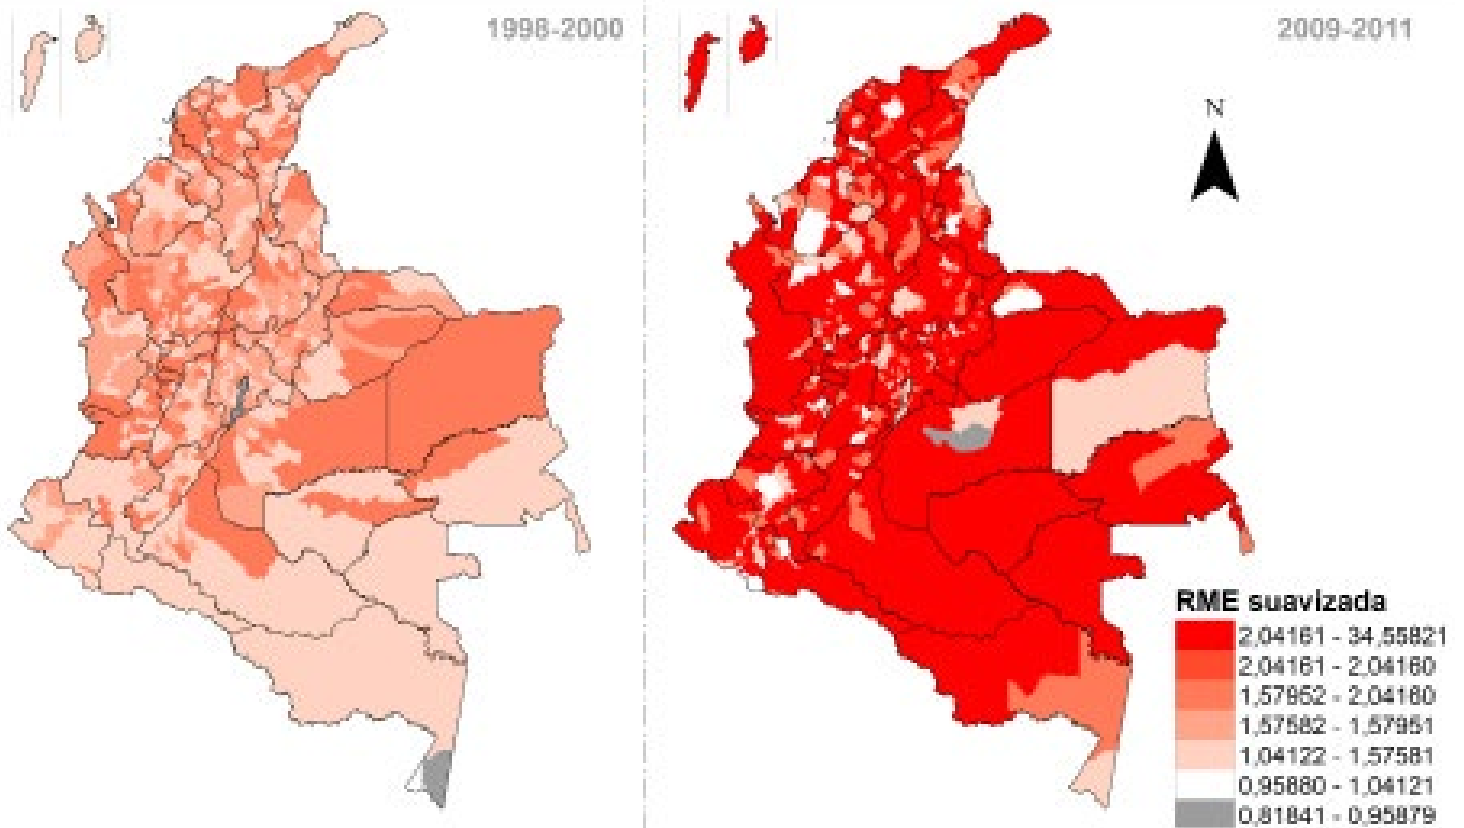 1998-2000
2009-2011
N
RME suavizada
2,04161 - 34,55821
2,04161 - 2,04160
1,57952 - 2,04160
1,57582 - 1,57951
1,04122 - 1,57581
0,95880 - 1,04121
0,81841 - 0,95879